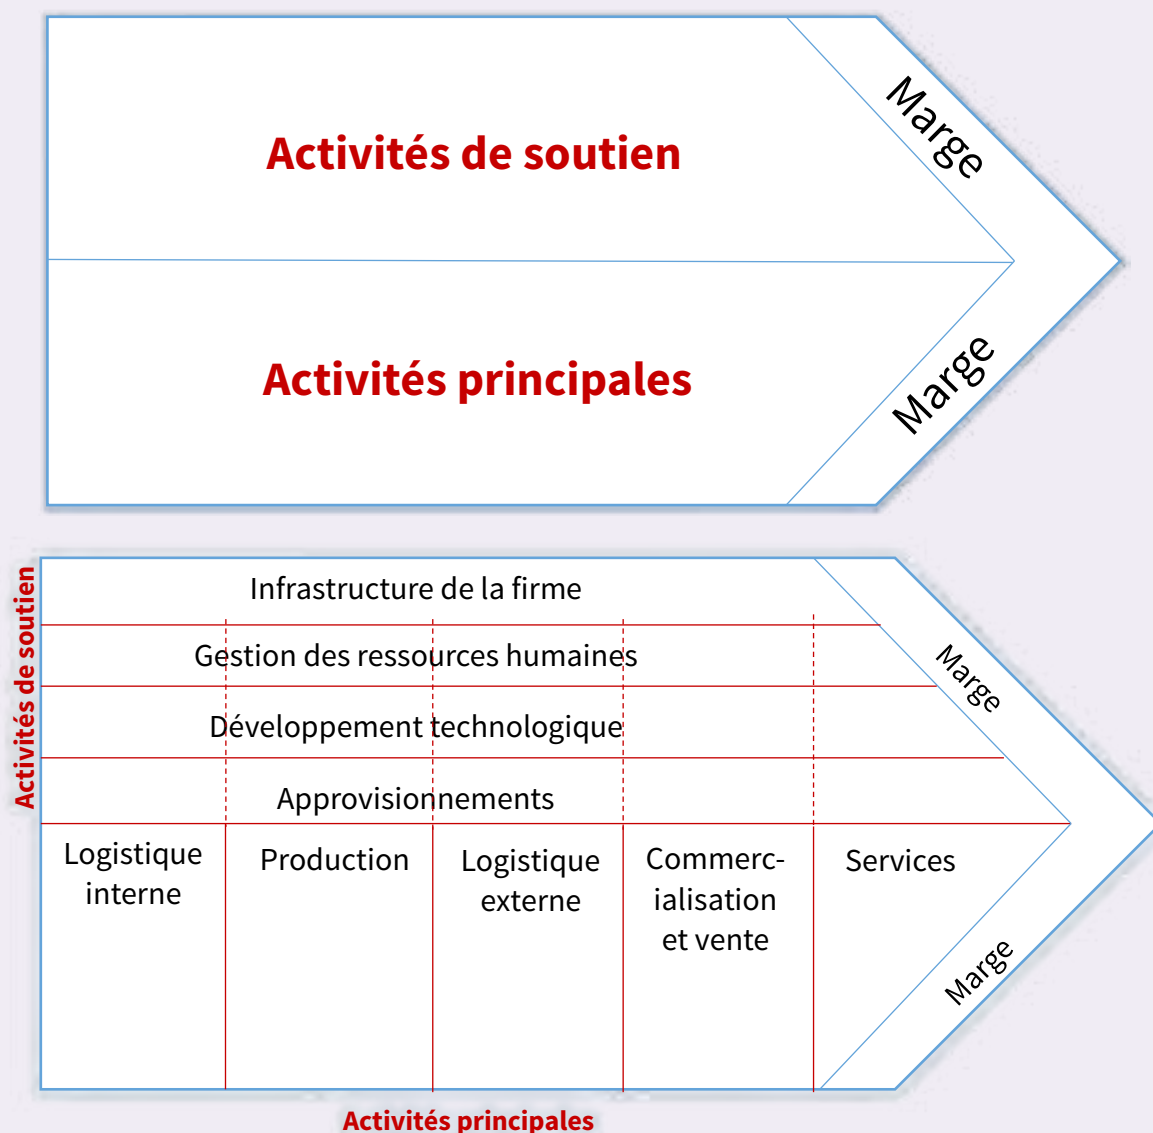 Activités de soutien
Marge
Activités principales
Marge
Activités de soutien
Infrastructure de la firme
Gestion des ressources humaines
Développement technologique
Approvisionnements
Marge
Logistique
interne
Production
Logistique
externe
Commerc-
ialisation
et vente
Services
Marge
Activités principales